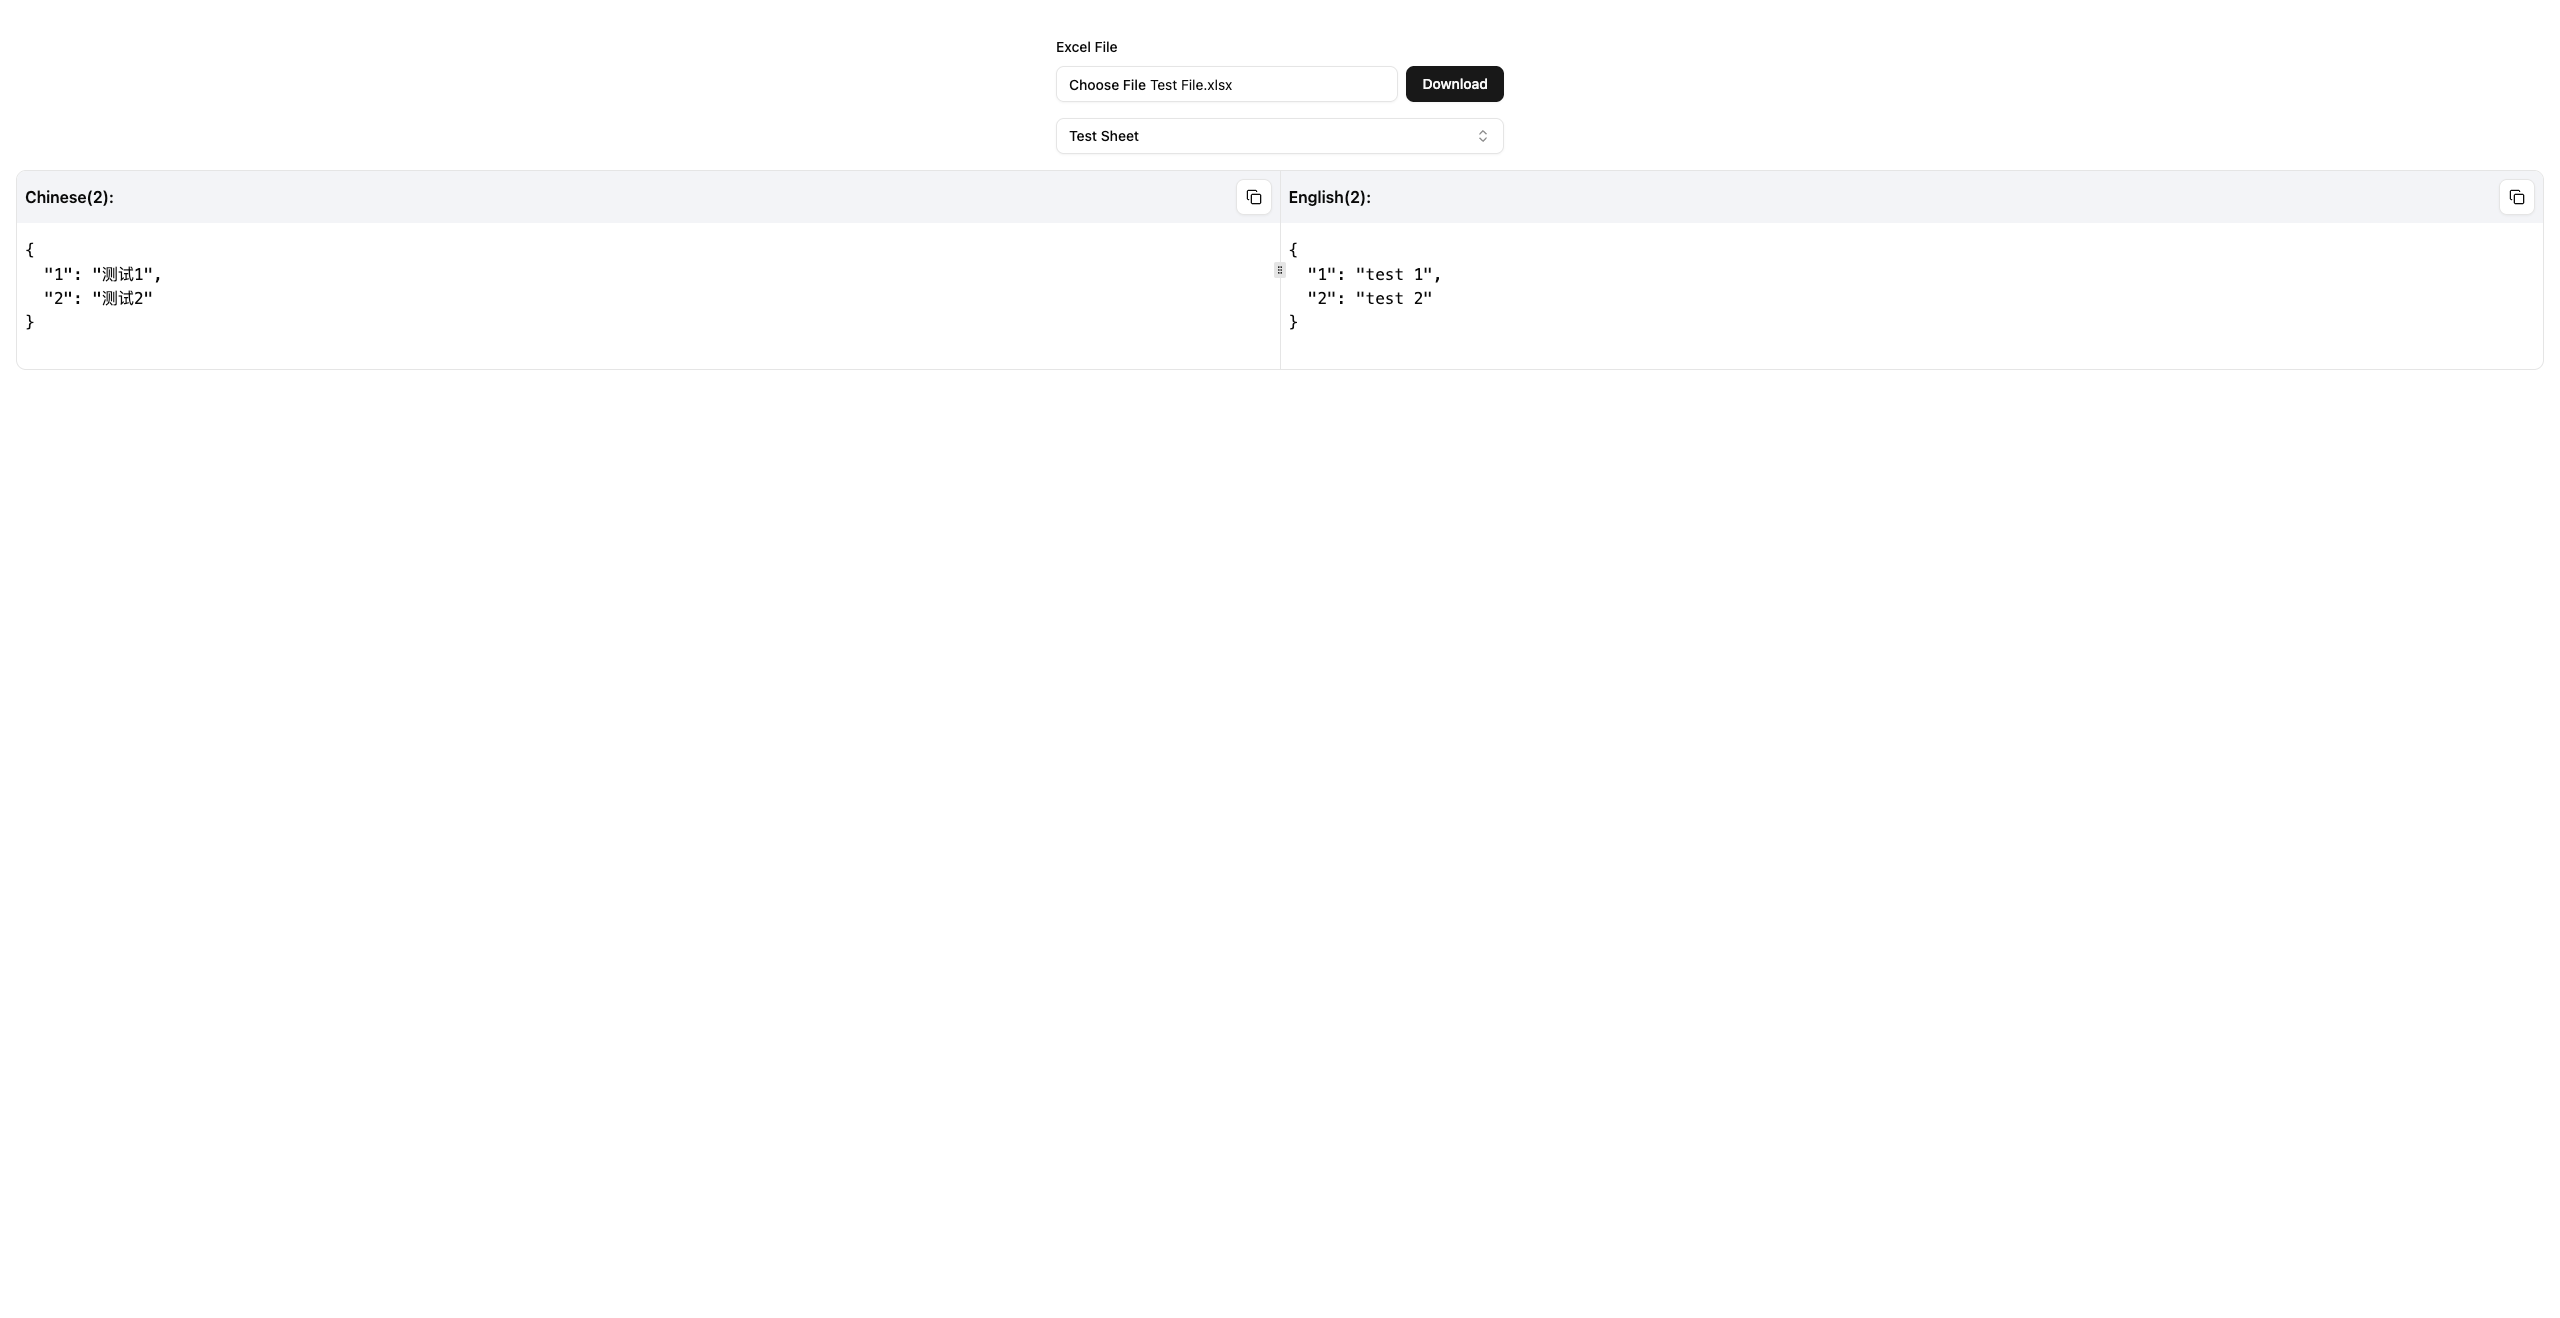 Excel File
Choose File Test File.xlsx
Download
Test Sheet
Chinese(2):
{
  "1": "测试1",
  "2": "测试2"
}
English(2):
{
  "1": "test 1",
  "2": "test 2"
}